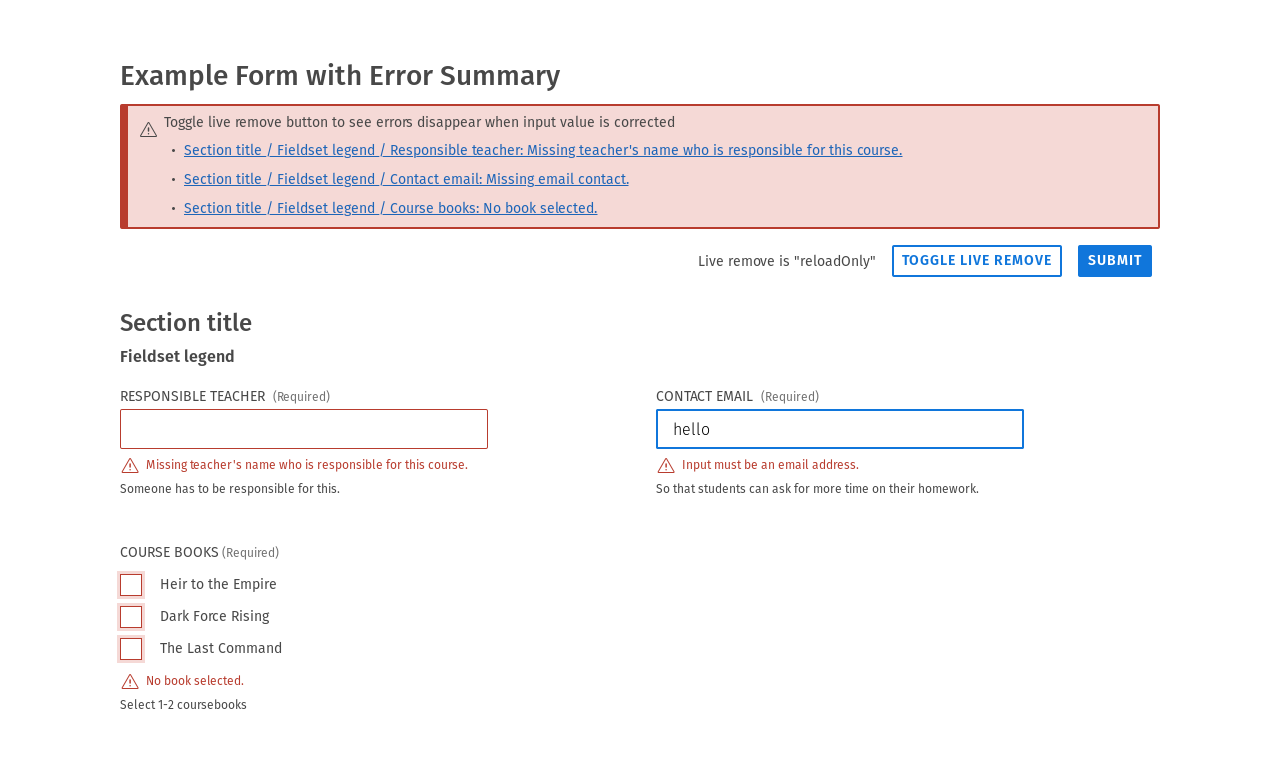 Example Form with Error Summary
Toggle live remove button to see errors disappear when input value is corrected
• Section title / Fieldset legend / Responsible teacher: Missing teacher's name who is responsible for this course.
• Section title / Fieldset legend / Contact email: Missing email contact.
• Section title / Fieldset legend / Course books: No book selected.
Live remove is "reloadOnly" TOGGLE LIVE REMOVE SUBMIT
Section title
Fieldset legend
RESPONSIBLE TEACHER (Required)
Missing teacher's name who is responsible for this course.
Someone has to be responsible for this.
CONTACT EMAIL (Required)
hello
Input must be an email address.
So that students can ask for more time on their homework.
COURSE BOOKS (Required)
Heir to the Empire
Dark Force Rising
The Last Command
No book selected.
Select 1-2 coursebooks